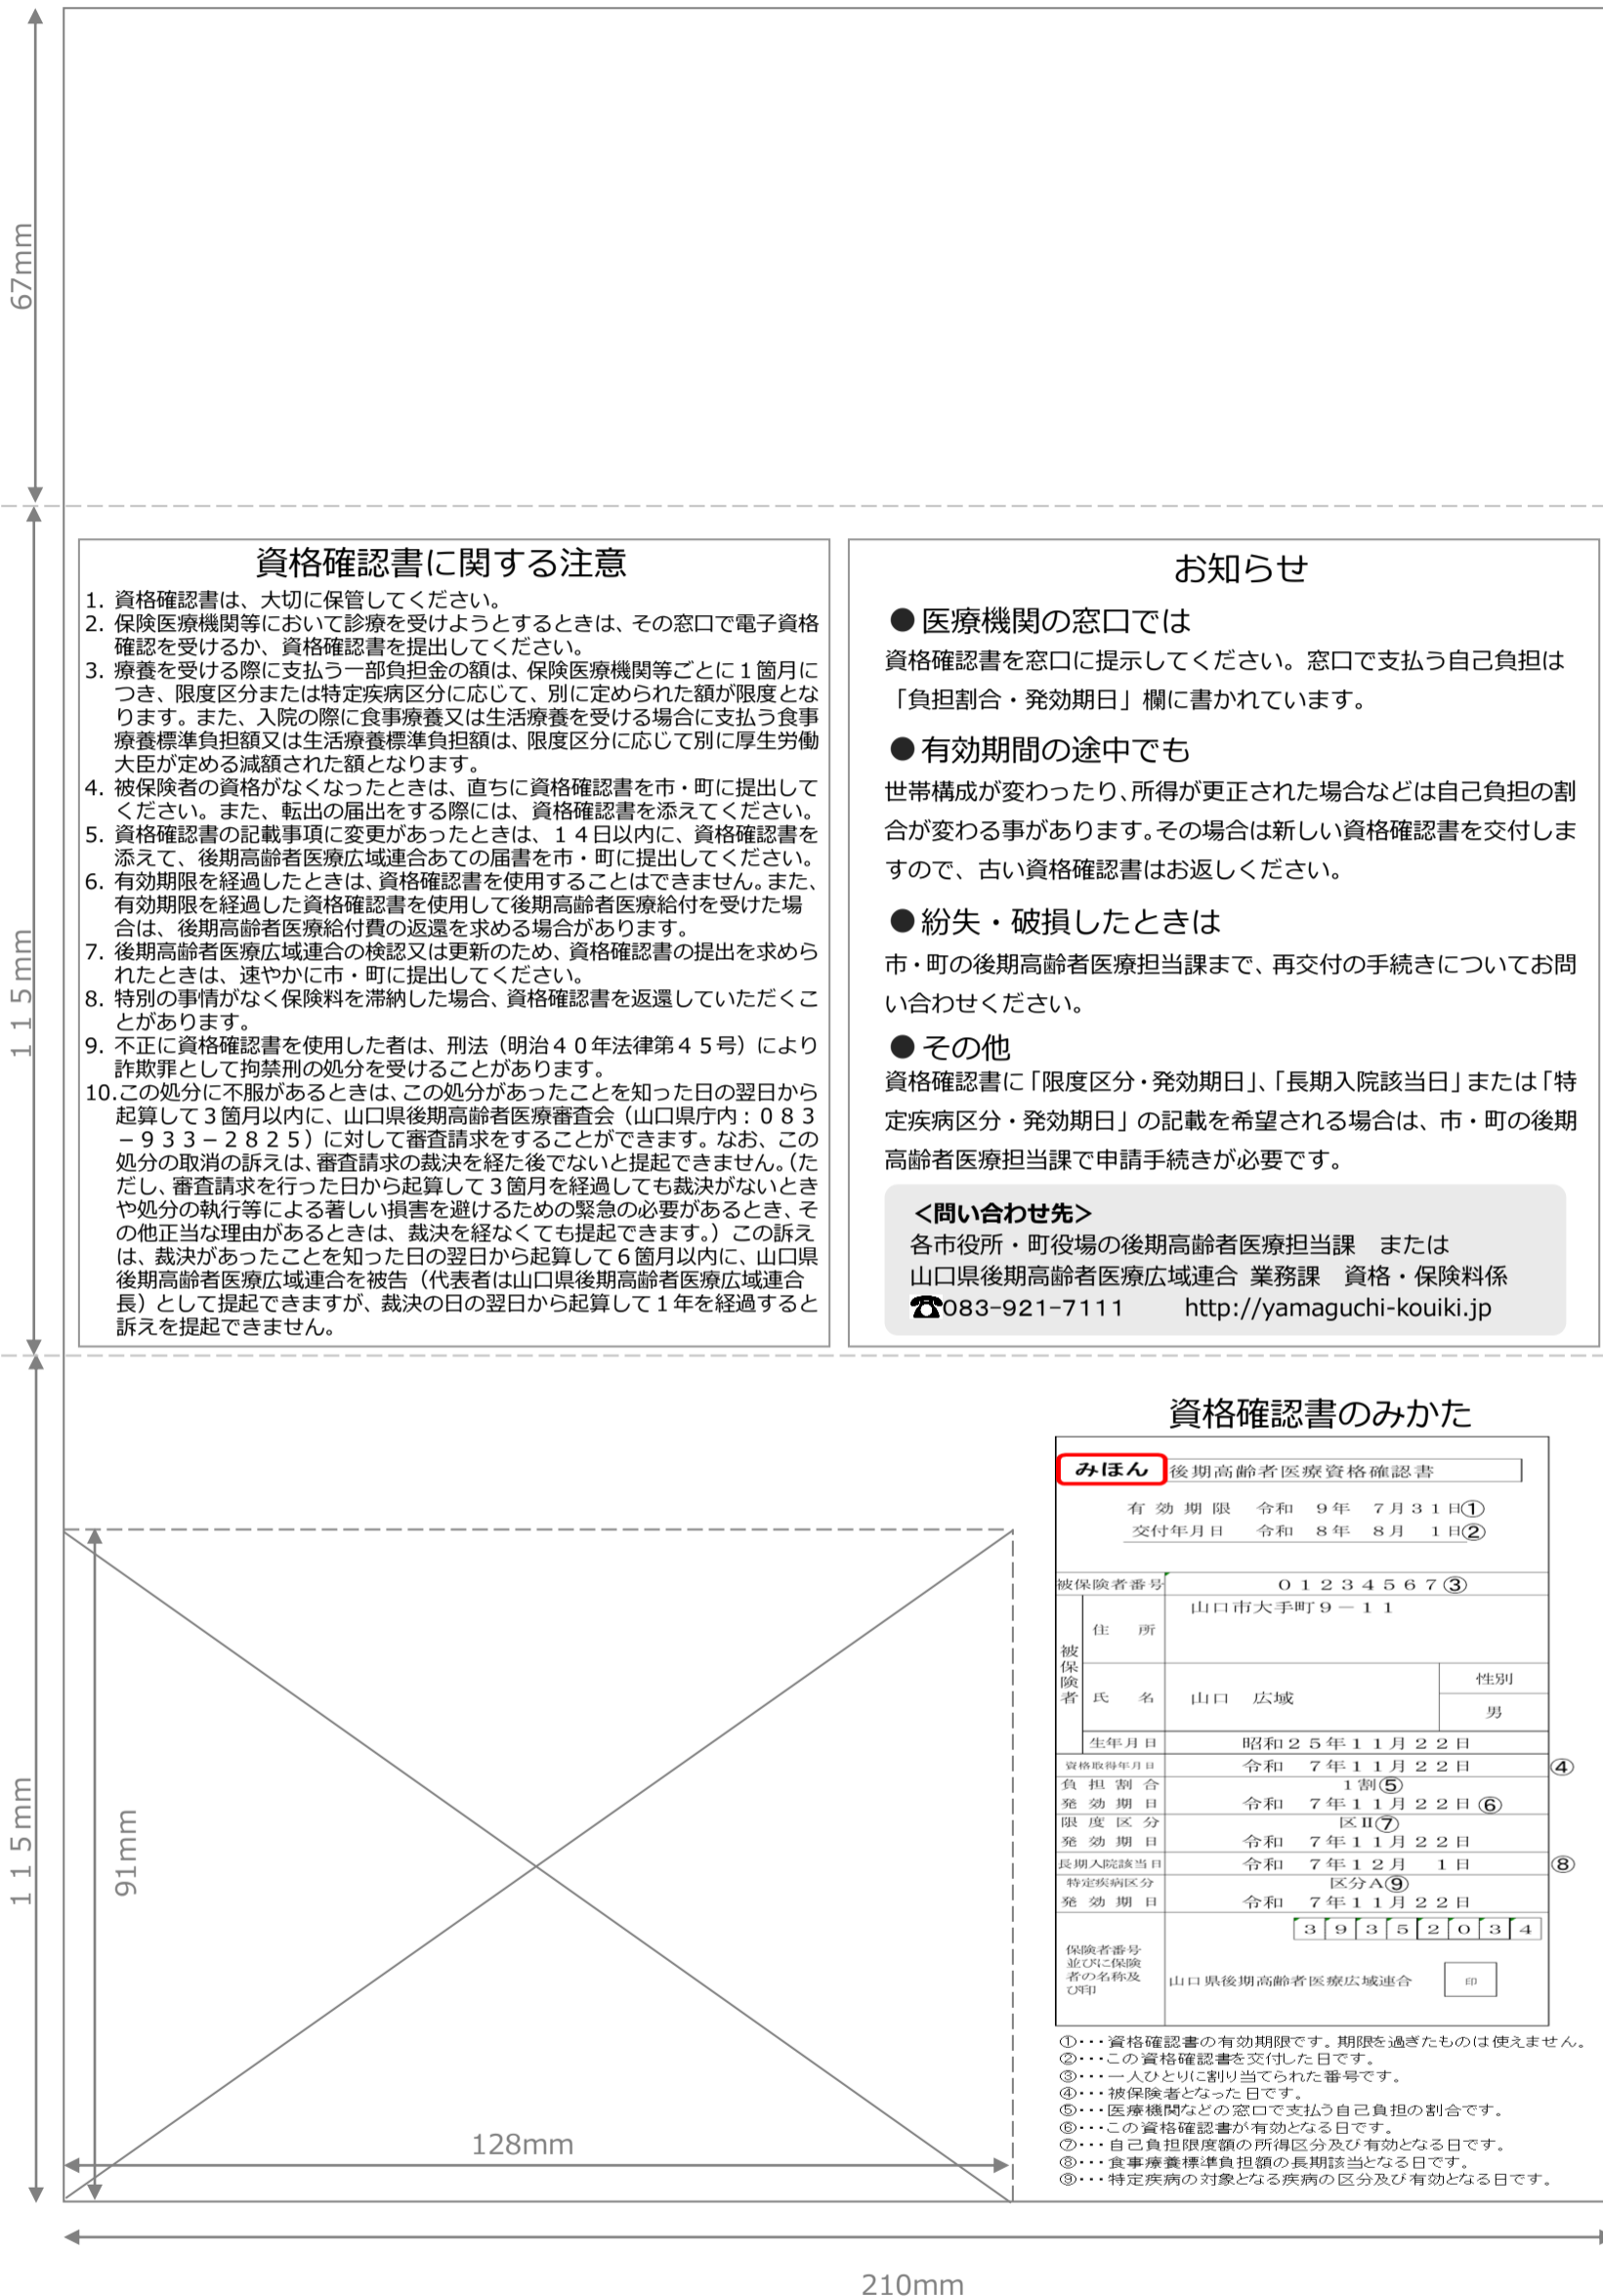 67mm
資格確認書に関する注意
1. 資格確認書は、大切に保管してください。
2. 保険医療機関等において診療を受けようとするときは、その窓口で電子資格
確認を受けるか、資格確認書を提出してください。
3. 療養を受ける際に支払う一部負担金の額は、保険医療機関等ごとに１箇月に
つき、限度区分または特定疾病区分に応じて、別に定められた額が限度とな
ります。また、入院の際に食事療養又は生活療養を受ける場合に支払う食事
療養標準負担額又は生活療養標準負担額は、限度区分に応じて別に厚生労働
大臣が定める減額された額となります。
4. 被保険者の資格がなくなったときは、直ちに資格確認書を市・町に提出して
ください。また、転出の届出をする際には、資格確認書を添えてください。
5. 資格確認書の記載事項に変更があったときは、１４日以内に、資格確認書を
添えて、後期高齢者医療広域連合あての届書を市・町に提出してください。
6. 有効期限を経過したときは、資格確認書を使用することはできません。また、
有効期限を経過した資格確認書を使用して後期高齢者医療給付を受けた場
合は、後期高齢者医療給付費の返還を求める場合があります。
7. 後期高齢者医療広域連合の検認又は更新のため、資格確認書の提出を求めら
れたときは、速やかに市・町に提出してください。
8. 特別の事情がなく保険料を滞納した場合、資格確認書を返還していただくこ
とがあります。
9. 不正に資格確認書を使用した者は、刑法（明治４０年法律第４５号）により
詐欺罪として拘禁刑の処分を受けることがあります。
10.この処分に不服があるときは、この処分があったことを知った日の翌日から
起算して３箇月以内に、山口県後期高齢者医療審査会（山口県庁内：０８３
－９３３－２８２５）に対して審査請求をすることができます。なお、この
処分の取消の訴えは、審査請求の裁決を経た後でないと提起できません。（た
だし、審査請求を行った日から起算して３箇月を経過しても裁決がないとき
や処分の執行等による著しい損害を避けるための緊急の必要があるとき、そ
の他正当な理由があるときは、裁決を経なくても提起できます。）この訴え
は、裁決があったことを知った日の翌日から起算して６箇月以内に、山口県
後期高齢者医療広域連合を被告（代表者は山口県後期高齢者医療広域連合
長）として提起できますが、裁決の日の翌日から起算して１年を経過すると
訴えを提起できません。
お知らせ
●医療機関の窓口では
資格確認書を窓口に提示してください。窓口で支払う自己負担は
「負担割合・発効期日」欄に書かれています。
●有効期間の途中でも
世帯構成が変わったり、所得が更正された場合などは自己負担の割
合が変わる事があります。その場合は新しい資格確認書を交付しま
すので、古い資格確認書はお返しください。
●紛失・破損したときは
市・町の後期高齢者医療担当課まで、再交付の手続きについてお問
い合わせください。
●その他
資格確認書に「限度区分・発効期日」、「長期入院該当日」または「特
定疾病区分・発効期日」の記載を希望される場合は、市・町の後期
高齢者医療担当課で申請手続きが必要です。
＜問い合わせ先＞
各市役所・町役場の後期高齢者医療担当課　または
山口県後期高齢者医療広域連合 業務課　資格・保険料係
☎083−921−7111　http://yamaguchi-kouiki.jp
１１５mm
資格確認書のみかた
みほん 後期高齢者医療資格確認書
有効期限 令和 ９年 ７月３１日①
交付年月日 令和 ８年 ８月 １日②
被保険者番号 ０１２３４５６７③
被保険者
住所 山口市大手町９－１１
氏名 山口　広域
性別
男
生年月日 昭和２５年１１月２２日
資格取得年月日 令和 ７年１１月２２日 ④
負担割合 １割⑤
発効期日 令和 ７年１１月２２日⑥
限度区分 区Ⅱ⑦
発効期日 令和 ７年１１月２２日
長期入院該当日 令和 ７年１２月 １日 ⑧
特定疾病区分 区分Ａ⑨
発効期日 令和 ７年１１月２２日
３９３５２０３４
保険者番号
並びに保険
者の名称及
び印
山口県後期高齢者医療広域連合 印
①・・・資格確認書の有効期限です。期限を過ぎたものは使えません。
②・・・この資格確認書を交付した日です。
③・・・一人ひとりに割り当てられた番号です。
④・・・被保険者となった日です。
⑤・・・医療機関などの窓口で支払う自己負担の割合です。
⑥・・・この資格確認書が有効となる日です。
⑦・・・自己負担限度額の所得区分及び有効となる日です。
⑧・・・食事療養標準負担額の長期該当となる日です。
⑨・・・特定疾病の対象となる疾病の区分及び有効となる日です。
１１５mm
91mm
128mm
210mm